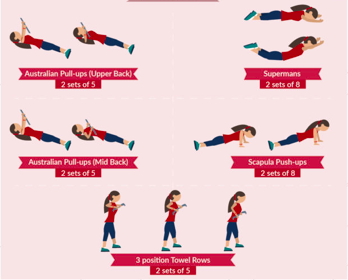 Australian Pull-ups (Upper Back)
2 sets of 5
Supermans
2 sets of 8
Australian Pull-ups (Mid Back)
2 sets of 5
Scapula Push-ups
2 sets of 8
3 position Towel Rows
2 sets of 5